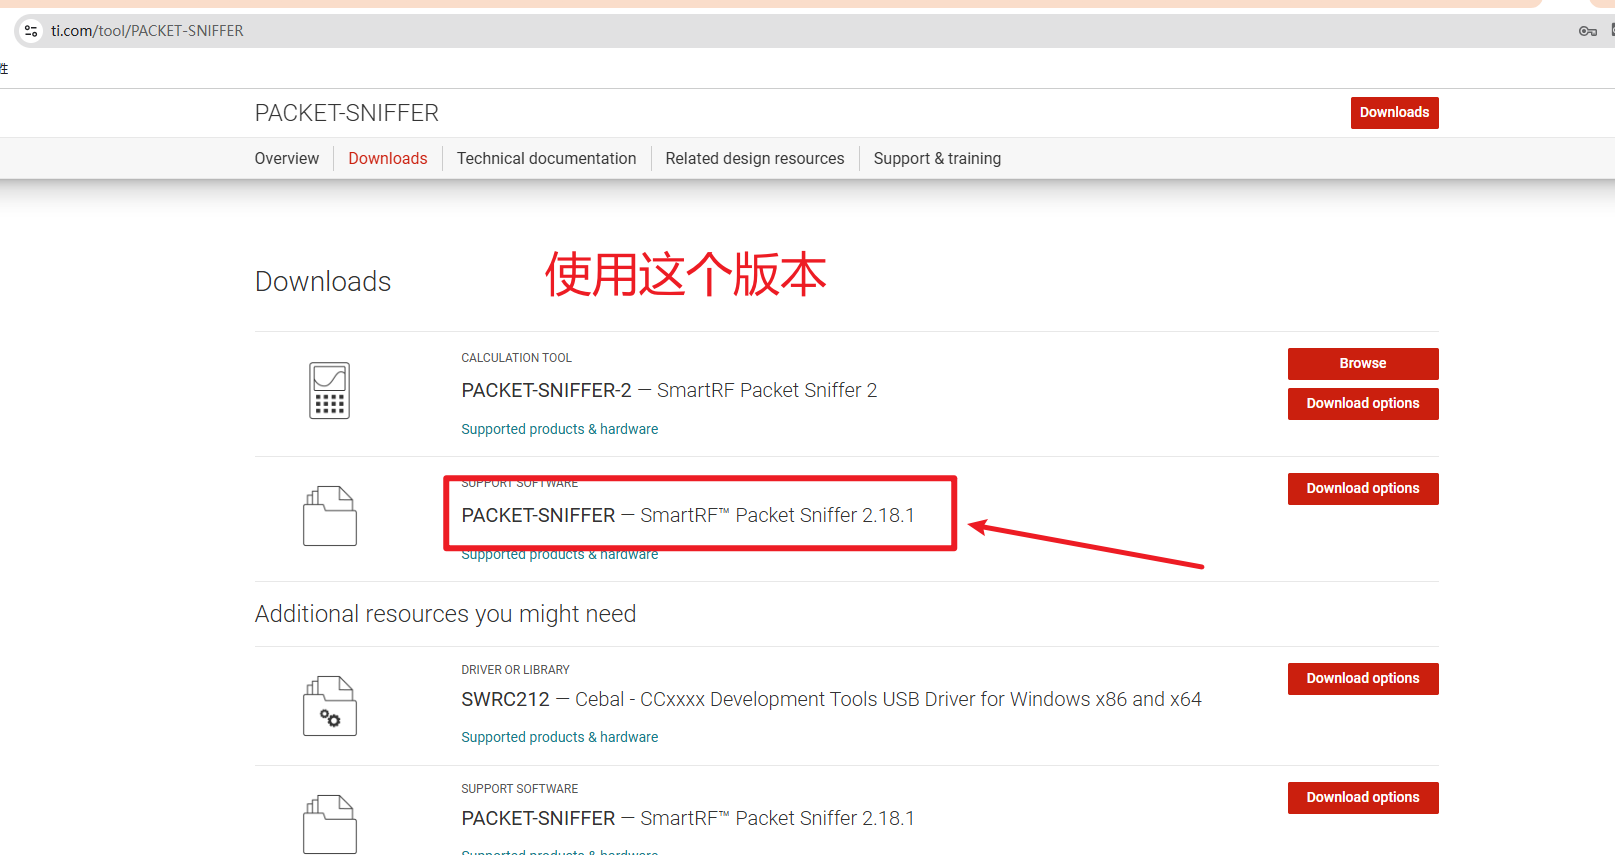 ti.com/tool/PACKET-SNIFFER
性
PACKET-SNIFFER
Downloads
Overview
Downloads
Technical documentation
Related design resources
Support & training
Downloads
使用这个版本
CALCULATION TOOL
PACKET-SNIFFER-2 — SmartRF Packet Sniffer 2
Supported products & hardware
Browse
Download options
SUPPORT SOFTWARE
PACKET-SNIFFER — SmartRF™ Packet Sniffer 2.18.1
Supported products & hardware
Download options
Additional resources you might need
DRIVER OR LIBRARY
SWRC212 — Cebal - CCxxxx Development Tools USB Driver for Windows x86 and x64
Supported products & hardware
Download options
SUPPORT SOFTWARE
PACKET-SNIFFER — SmartRF™ Packet Sniffer 2.18.1
Supported products & hardware
Download options